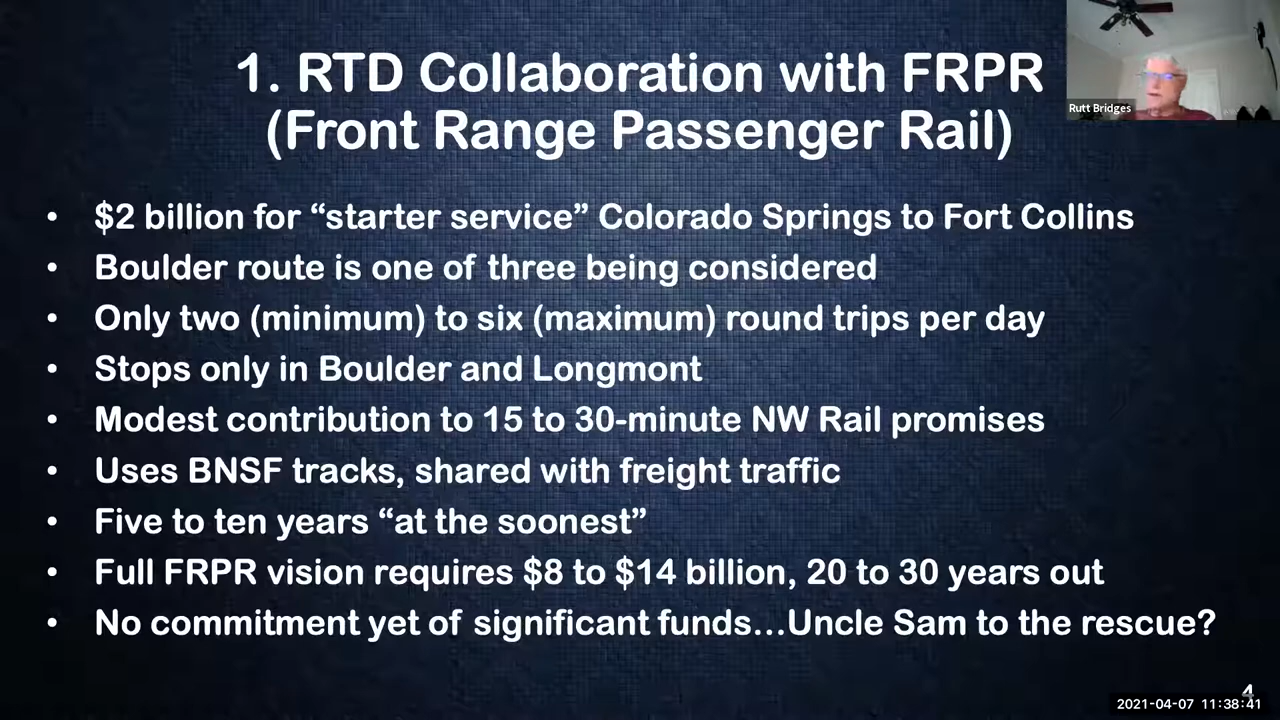 1. RTD Collaboration with FRPR
(Front Range Passenger Rail)
Rutt Bridges
• $2 billion for “starter service” Colorado Springs to Fort Collins
• Boulder route is one of three being considered
• Only two (minimum) to six (maximum) round trips per day
• Stops only in Boulder and Longmont
• Modest contribution to 15 to 30-minute NW Rail promises
• Uses BNSF tracks, shared with freight traffic
• Five to ten years “at the soonest”
• Full FRPR vision requires $8 to $14 billion, 20 to 30 years out
• No commitment yet of significant funds...Uncle Sam to the rescue?
4
2021-04-07 11:38:41